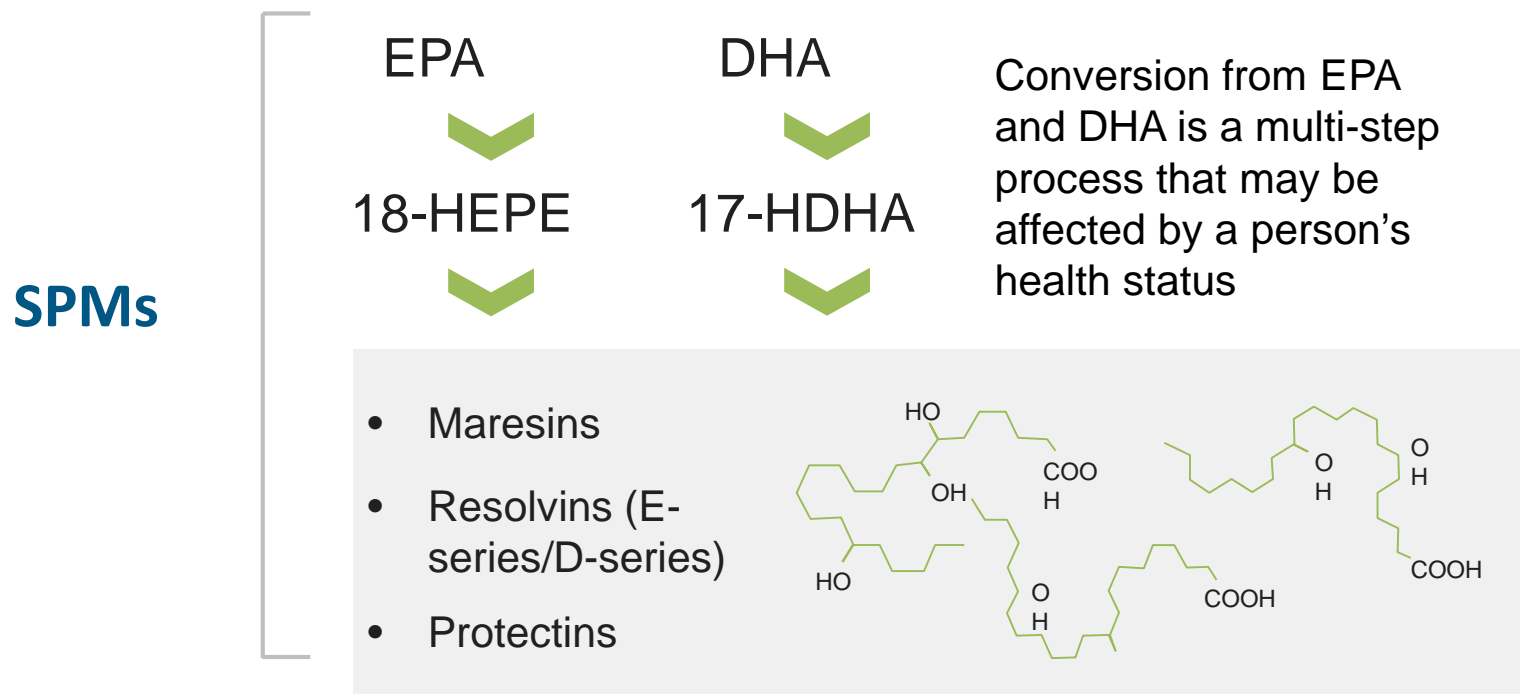 SPMs
EPA
DHA
18-HEPE
17-HDHA
Conversion from EPA
and DHA is a multi-step
process that may be
affected by a person’s
health status
• Maresins
• Resolvins (E-
series/D-series)
• Protectins
HO
COO
H
OH
HO
O
H
COOH
O
H
O
H
COOH